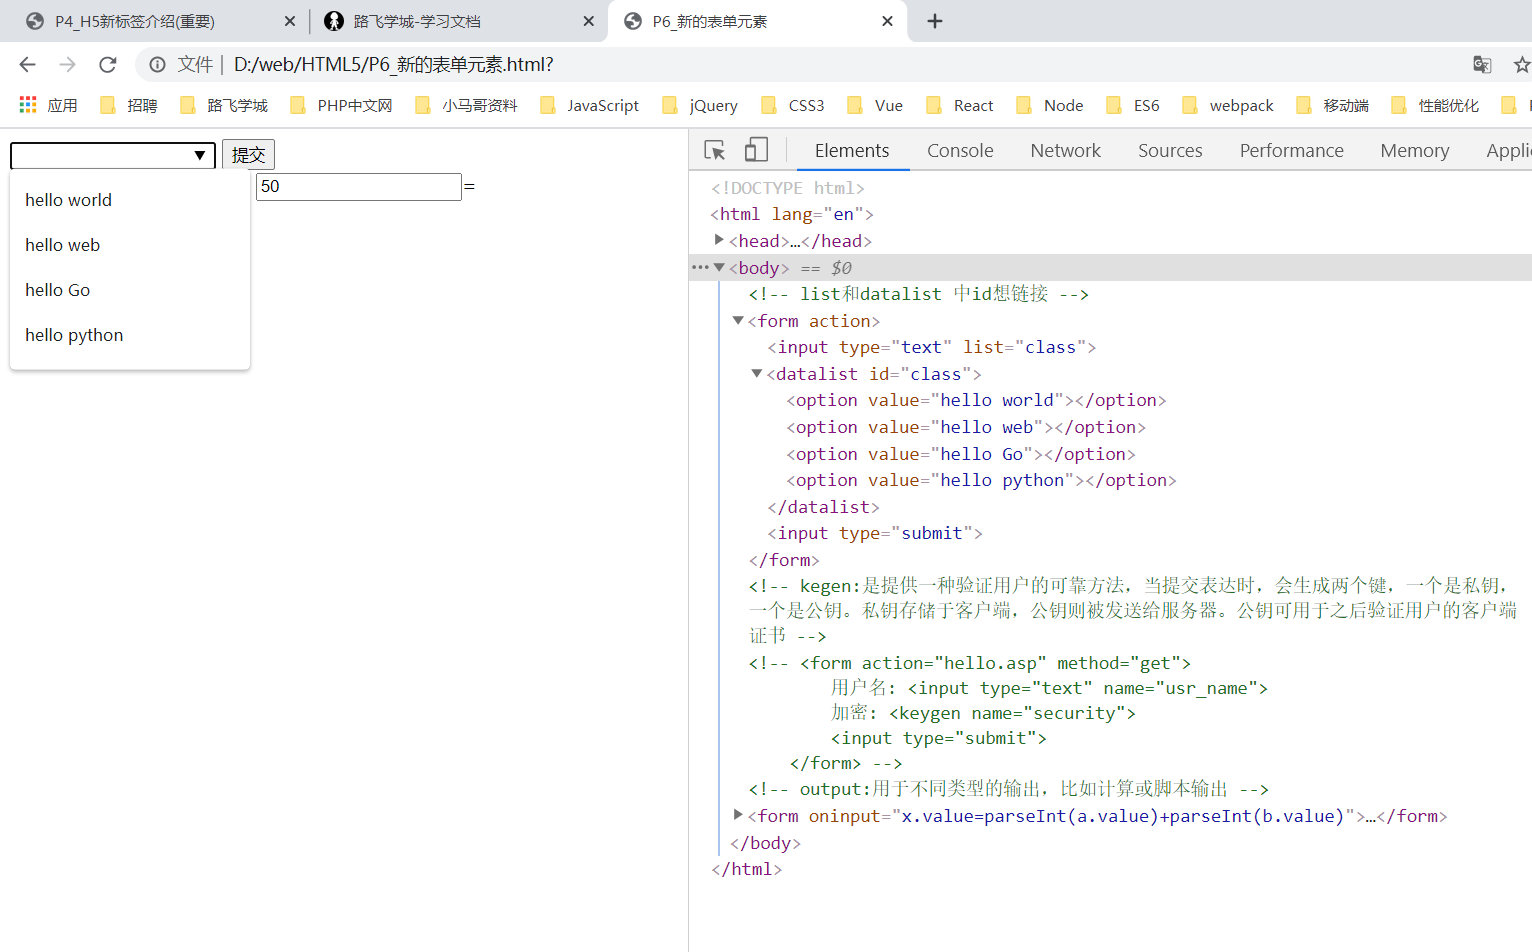 P4_H5新标签介绍(重要)
路飞学城-学习文档
P6_新的表单元素
文件 | D:/web/HTML5/P6_新的表单元素.html?
应用 招聘 路飞学城 PHP中文网 小马哥资料 JavaScript jQuery CSS3 Vue React Node ES6 webpack 移动端 性能优化
提交
50 =
hello world
hello web
hello Go
hello python
Elements Console Network Sources Performance Memory Appli
<!DOCTYPE html>
<html lang="en">
<head>…</head>
<body> == $0
<!-- list和datalist 中id想链接 -->
<form action>
<input type="text" list="class">
<datalist id="class">
<option value="hello world"></option>
<option value="hello web"></option>
<option value="hello Go"></option>
<option value="hello python"></option>
</datalist>
<input type="submit">
</form>
<!-- kegen:是提供一种验证用户的可靠方法，当提交表达时，会生成两个键，一个是私钥，
一个是公钥。私钥存储于客户端，公钥则被发送给服务器。公钥可用于之后验证用户的客户端
证书 -->
<!-- <form action="hello.asp" method="get">
用户名: <input type="text" name="usr_name">
加密: <keygen name="security">
<input type="submit">
</form> -->
<!-- output:用于不同类型的输出，比如计算或脚本输出 -->
<form oninput="x.value=parseInt(a.value)+parseInt(b.value)">…</form>
</body>
</html>